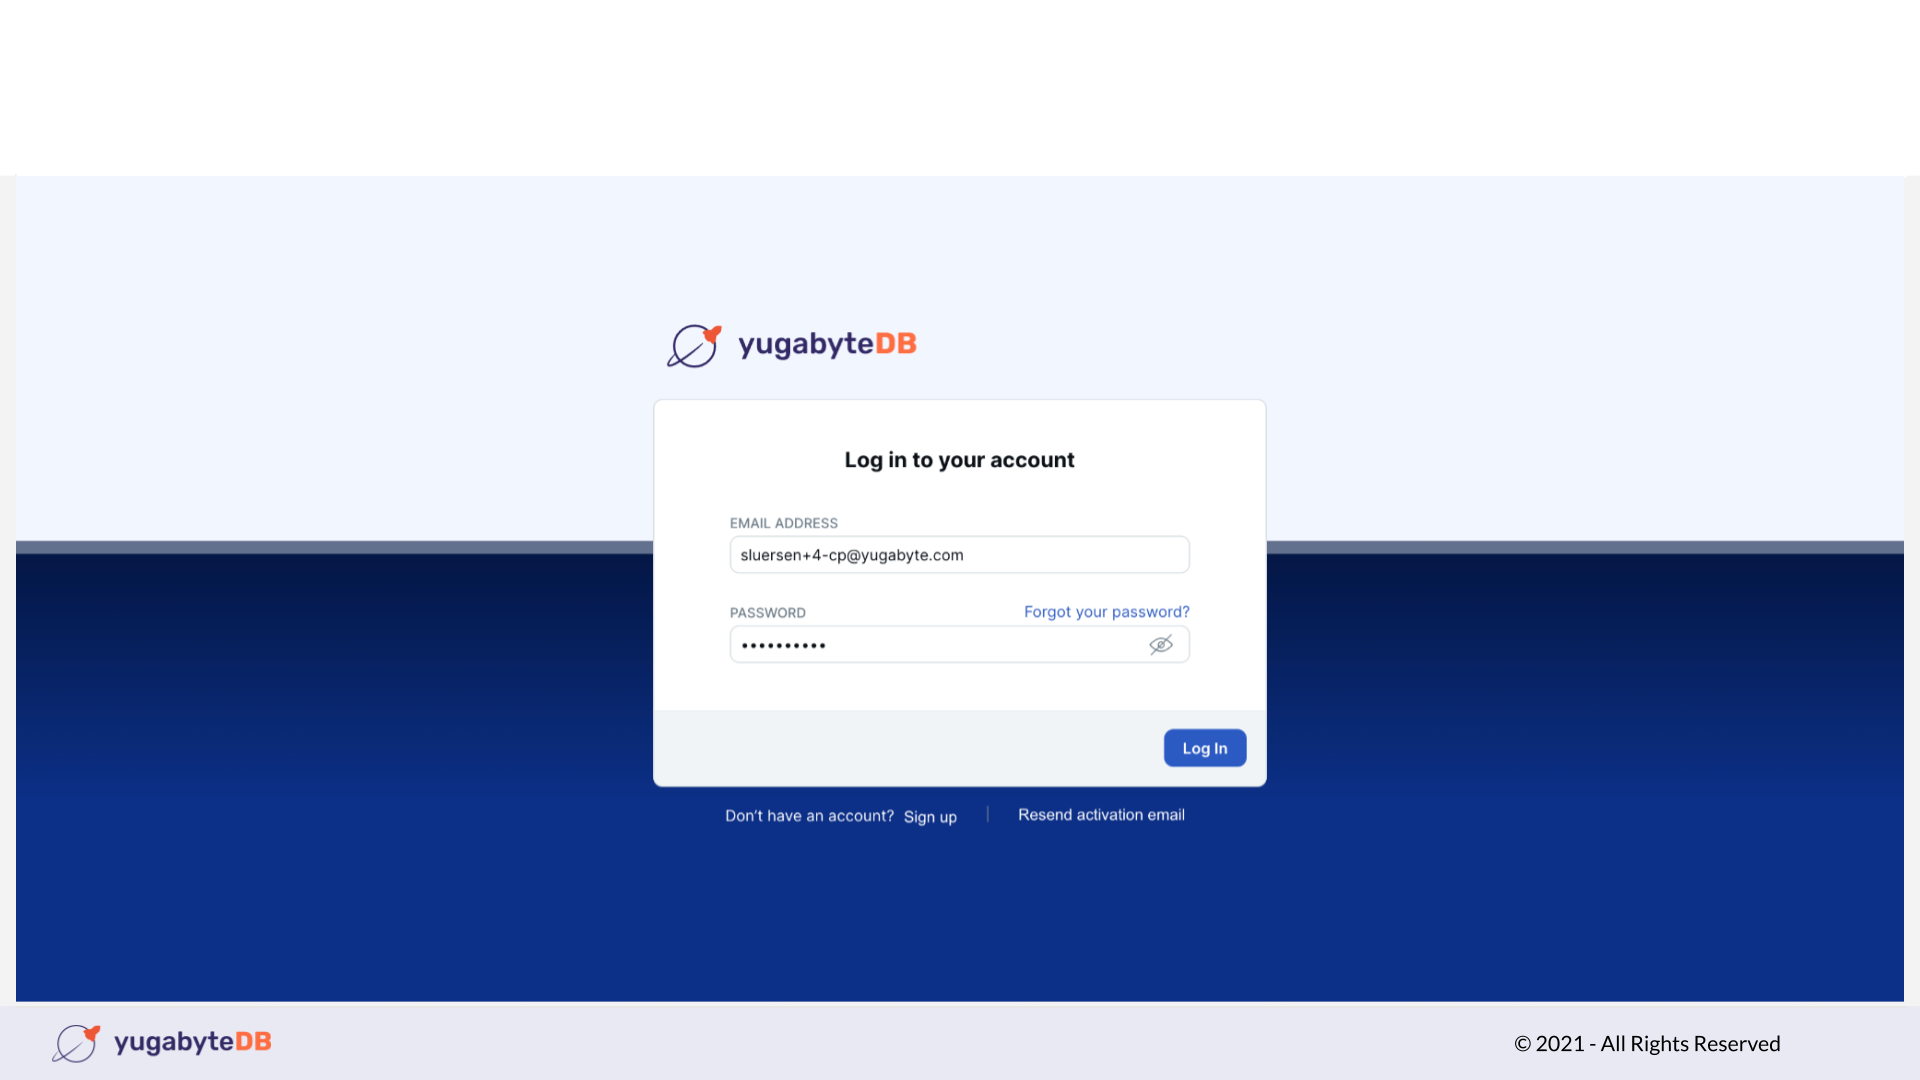 yugabyteDB
Log in to your account
EMAIL ADDRESS
sluersen+4-cp@yugabyte.com
PASSWORD Forgot your password?
••••••••••
Log In
Don't have an account? Sign up | Resend activation email
yugabyteDB © 2021 - All Rights Reserved